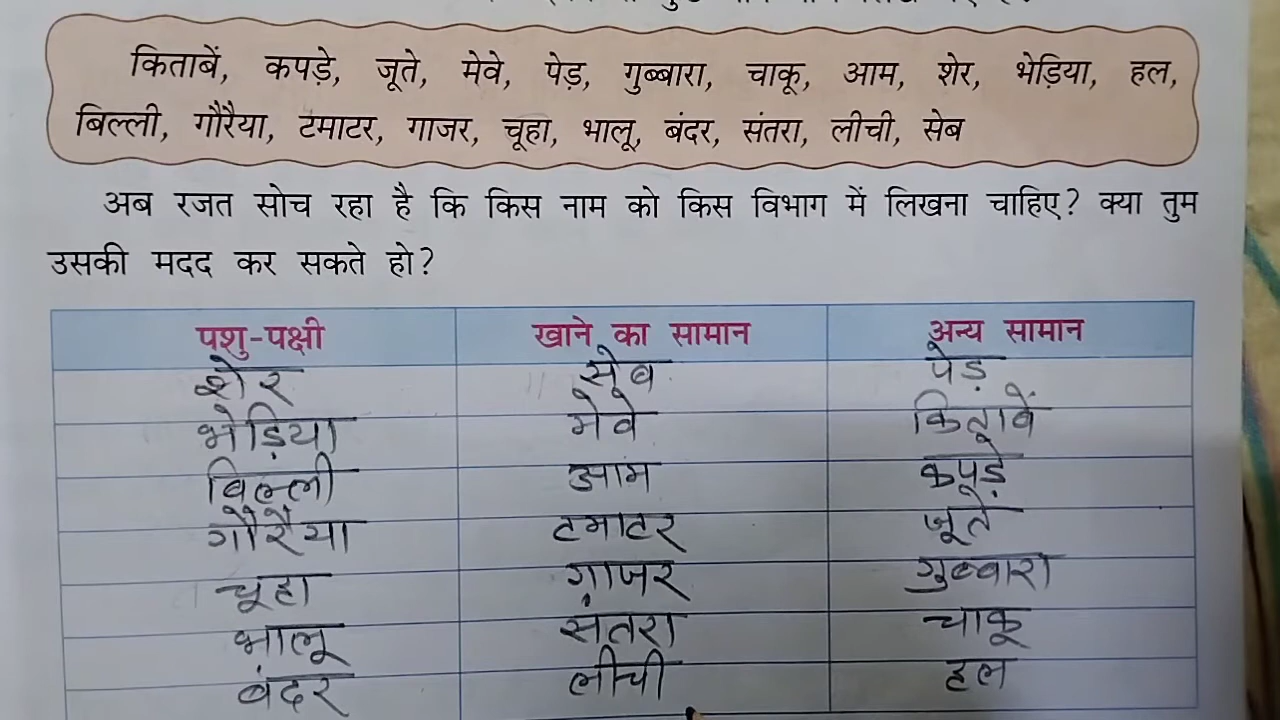 किताबें, कपड़े, जूते, मेवे, पेड़, गुब्बारा, चाकू, आम, शेर, भेड़िया, हल,
बिल्ली, गौरैया, टमाटर, गाजर, चूहा, भालू, बंदर, संतरा, लीची, सेब
अब रजत सोच रहा है कि किस नाम को किस विभाग में लिखना चाहिए? क्या तुम
उसकी मदद कर सकते हो?
पशु-पक्षी खाने का सामान अन्य सामान
शेर सेब पेड़
भेड़िया मेवे किताबें
बिल्ली आम कपड़े
गौरैया टमाटर जूते
चूहा गाजर गुब्बारा
भालू संतरा चाकू
बंदर लीची हल